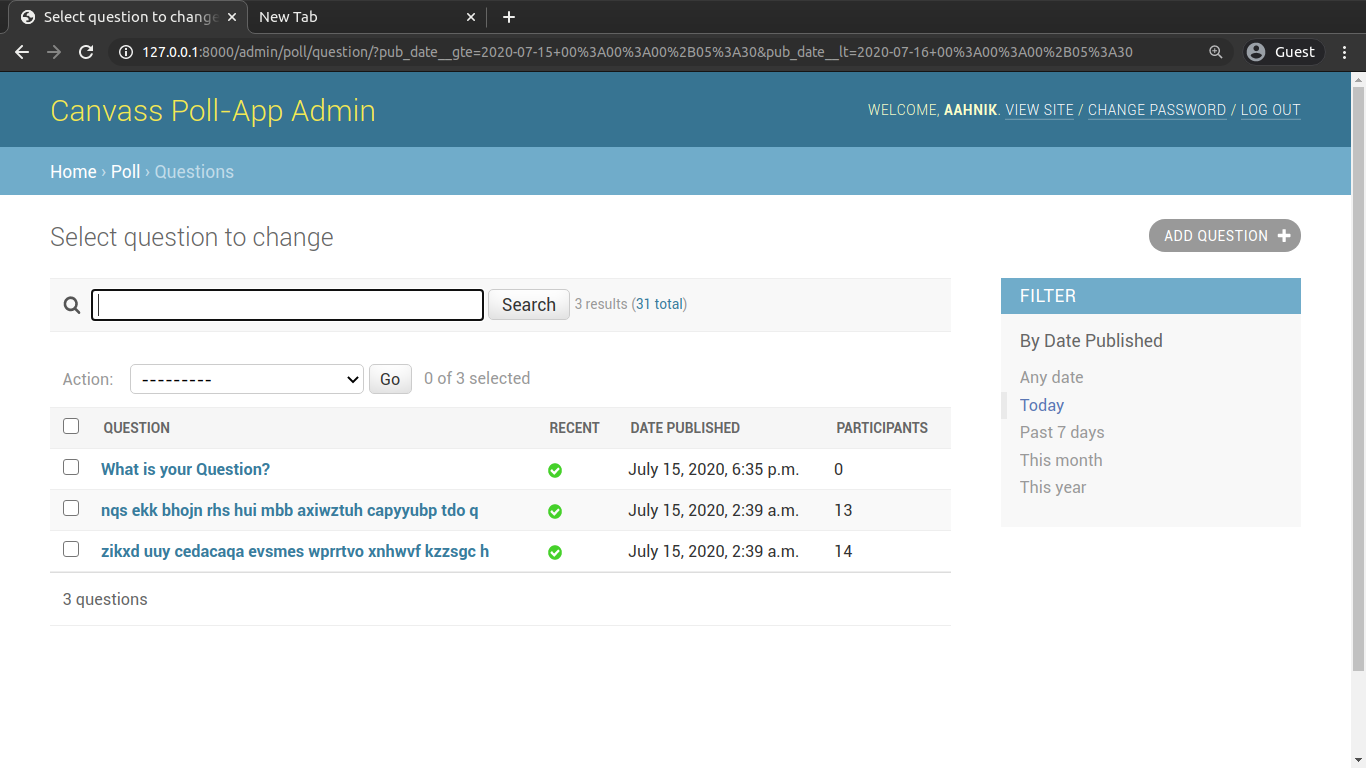 Select question to change
New Tab
127.0.0.1:8000/admin/poll/question/?pub_date__gte=2020-07-15+00%3A00%3A00%2B05%3A30&pub_date__lt=2020-07-16+00%3A00%3A00%2B05%3A30
Guest
Canvass Poll-App Admin
WELCOME, AAHNIK. VIEW SITE / CHANGE PASSWORD / LOG OUT
Home › Poll › Questions
Select question to change
ADD QUESTION +
Search 3 results (31 total)
Action: --------- Go 0 of 3 selected
QUESTION RECENT DATE PUBLISHED PARTICIPANTS
What is your Question? July 15, 2020, 6:35 p.m. 0
nqs ekk bhojn rhs hui mbb axiwztuh capyyubp tdo q July 15, 2020, 2:39 a.m. 13
zikxd uuy cedacaqa evsmes wprrtvo xnhwvf kzzsgc h July 15, 2020, 2:39 a.m. 14
3 questions
FILTER
By Date Published
Any date
Today
Past 7 days
This month
This year